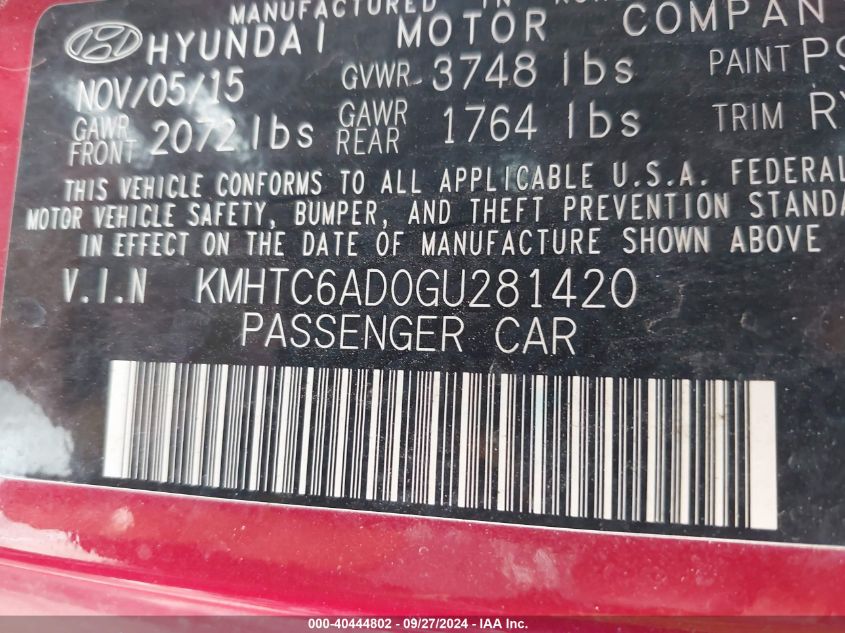 MANUFACTURED IN
HYUNDAI MOTOR COMPAN
NOV/05/15 GVWR 3748 lbs PAINT
GAWR FRONT 2072 lbs GAWR REAR 1764 lbs TRIM RY
THIS VEHICLE CONFORMS TO ALL APPLICABLE U.S.A. FEDERAL
MOTOR VEHICLE SAFETY, BUMPER, AND THEFT PREVENTION STANDA
IN EFFECT ON THE DATE OF MANUFACTURE SHOWN ABOVE
V.I.N KMHTC6AD0GU281420
PASSENGER CAR
000-40444802 - 09/27/2024 - © IAA Inc.